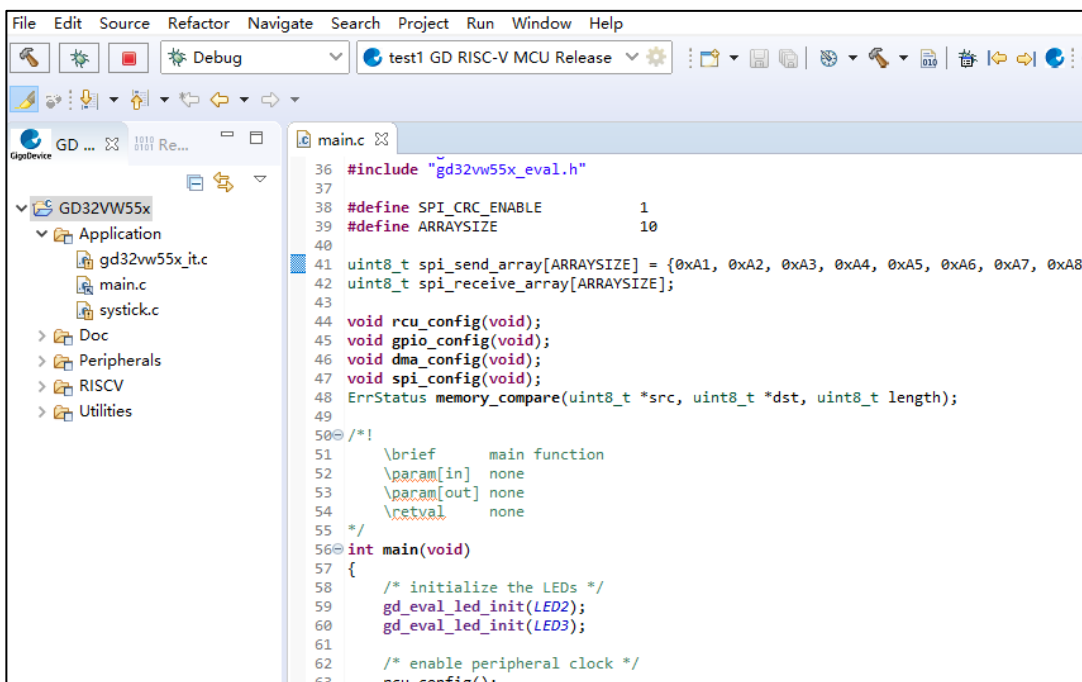 File Edit Source Refactor Navigate Search Project Run Window Help
Debug
test1 GD RISC-V MCU Release
GigaDevice
GD ...
Re...
main.c
GD32VW55x
Application
gd32vw55x_it.c
main.c
systick.c
Doc
Peripherals
RISCV
Utilities
36 #include "gd32vw55x_eval.h"
37
38 #define SPI_CRC_ENABLE 1
39 #define ARRAYSIZE 10
40
41 uint8_t spi_send_array[ARRAYSIZE] = {0xA1, 0xA2, 0xA3, 0xA4, 0xA5, 0xA6, 0xA7, 0xA8
42 uint8_t spi_receive_array[ARRAYSIZE];
43
44 void rcu_config(void);
45 void gpio_config(void);
46 void dma_config(void);
47 void spi_config(void);
48 ErrStatus memory_compare(uint8_t *src, uint8_t *dst, uint8_t length);
49
50 /*!
51 \brief main function
52 \param[in] none
53 \param[out] none
54 \retval none
55 */
56 int main(void)
57 {
58 /* initialize the LEDs */
59 gd_eval_led_init(LED2);
60 gd_eval_led_init(LED3);
61
62 /* enable peripheral clock */
63 rcu_config();